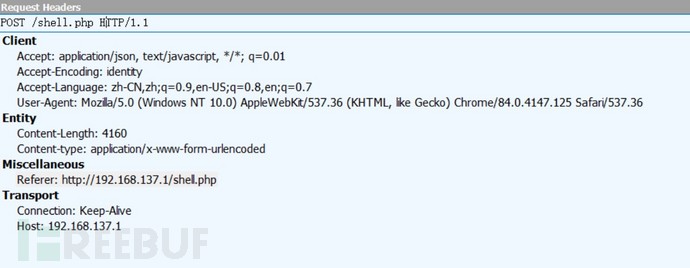 Request Headers
POST /shell.php HTTP/1.1
Client
Accept: application/json, text/javascript, */*; q=0.01
Accept-Encoding: identity
Accept-Language: zh-CN,zh;q=0.9,en-US;q=0.8,en;q=0.7
User-Agent: Mozilla/5.0 (Windows NT 10.0) AppleWebKit/537.36 (KHTML, like Gecko) Chrome/84.0.4147.125 Safari/537.36
Entity
Content-Length: 4160
Content-type: application/x-www-form-urlencoded
Miscellaneous
Referer: http://192.168.137.1/shell.php
Transport
Connection: Keep-Alive
Host: 192.168.137.1
FREEBUF